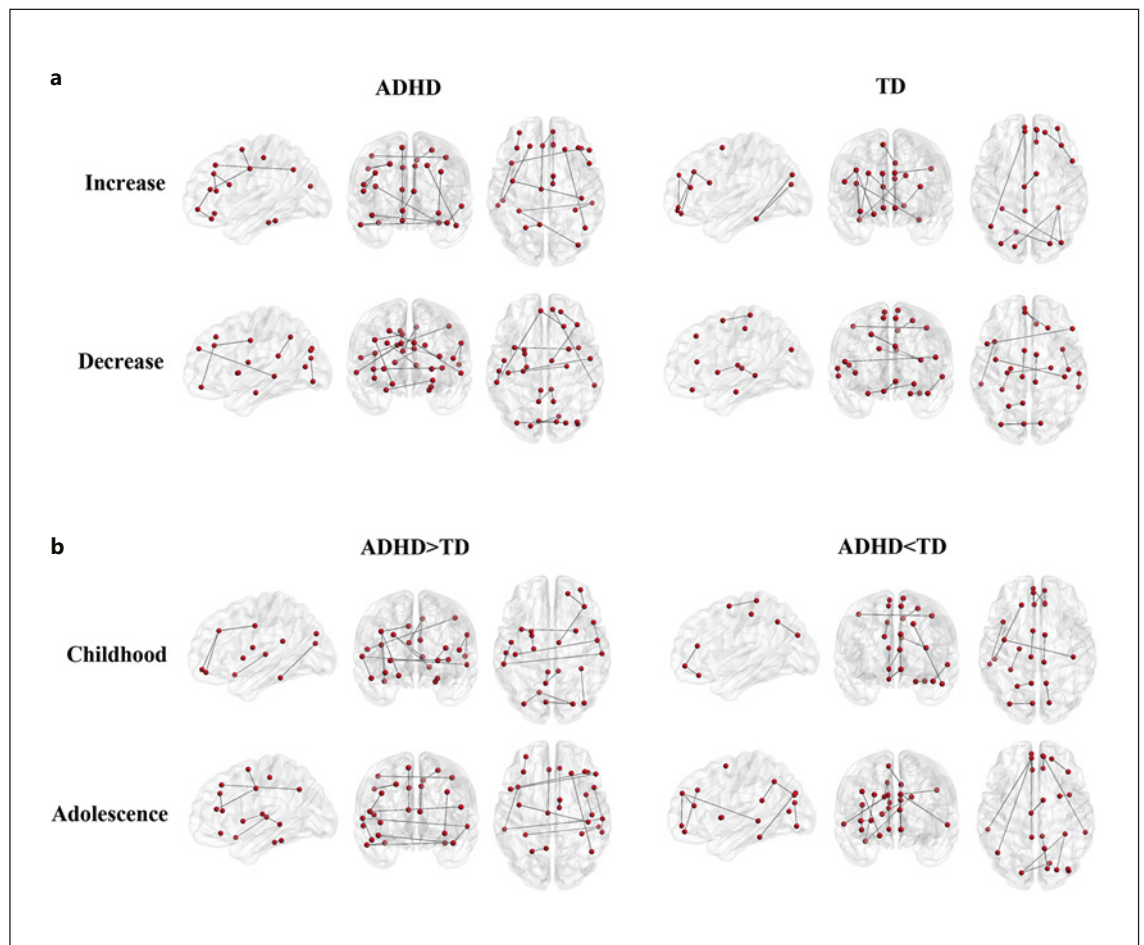 a
ADHD TD
Increase
Decrease
b
ADHD>TD ADHD<TD
Childhood
Adolescence